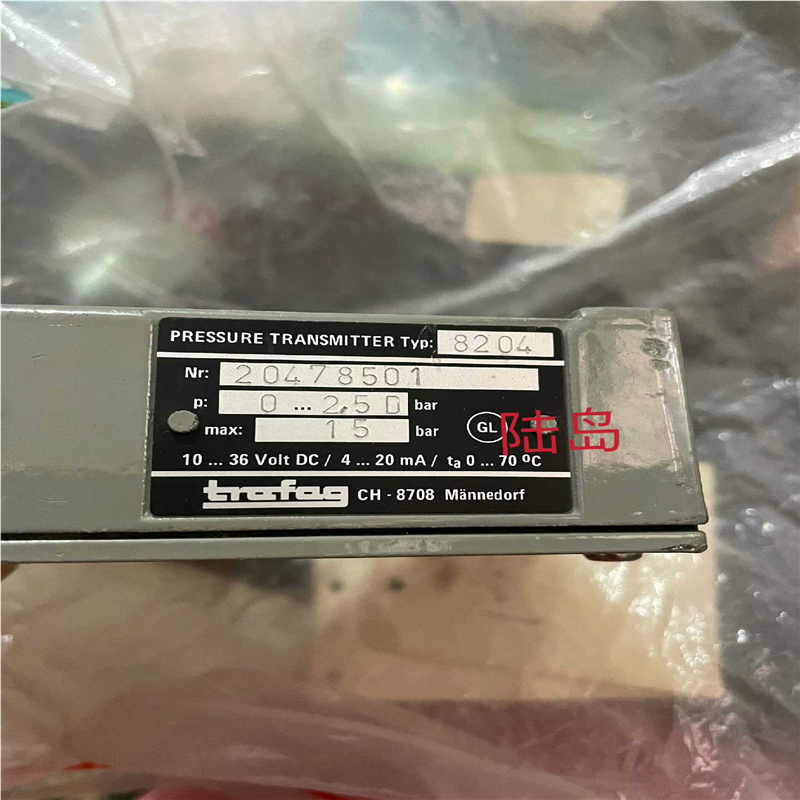 PRESSURE TRANSMITTER Typ: 8204
Nr: 20478501
p: 0 ... 2,50 bar
max: 15 bar
GL 陆岛
10 ... 36 Volt DC / 4 ... 20 mA / ta 0 ... 70 ºC
trafag CH - 8708 Männedorf